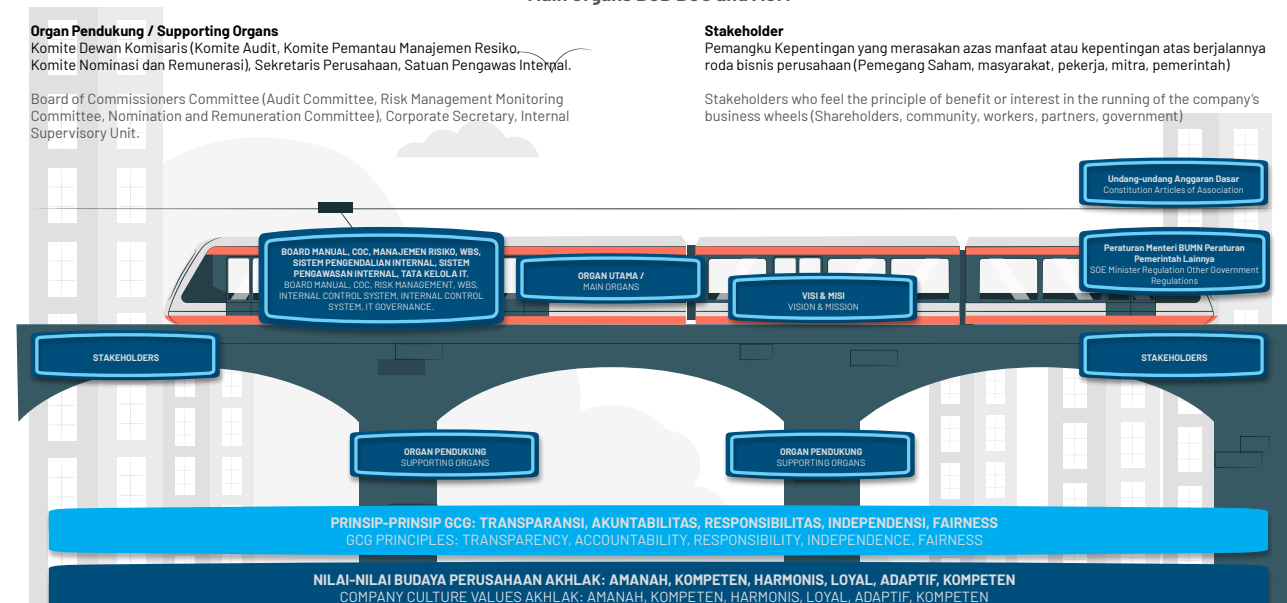 Organ Pendukung / Supporting Organs
Komite Dewan Komisaris (Komite Audit, Komite Pemantau Manajemen Resiko,
Komite Nominasi dan Remunerasi), Sekretaris Perusahaan, Satuan Pengawas Internal.
Board of Commissioners Committee (Audit Committee, Risk Management Monitoring
Committee, Nomination and Remuneration Committee), Corporate Secretary, Internal
Supervisory Unit.
Stakeholder
Pemangku Kepentingan yang merasakan azas manfaat atau kepentingan atas berjalannya
roda bisnis perusahaan (Pemegang Saham, masyarakat, pekerja, mitra, pemerintah)
Stakeholders who feel the principle of benefit or interest in the running of the company's
business wheels (Shareholders, community, workers, partners, government)
Undang-undang Anggaran Dasar
Constitution Articles of Association
BOARD MANUAL, COC, MANAJEMEN RISIKO, WBS,
SISTEM PENGENDALIAN INTERNAL, SISTEM
PENGAWASAN INTERNAL, TATA KELOLA IT.
BOARD MANUAL, COC, RISK MANAGEMENT, WBS,
INTERNAL CONTROL SYSTEM, INTERNAL CONTROL
SYSTEM, IT GOVERNANCE.
ORGAN UTAMA /
MAIN ORGANS
VISI & MISI
VISION & MISSION
Peraturan Menteri BUMN Peraturan
Pemerintah Lainnya
SOE Minister Regulation Other Government
Regulations
STAKEHOLDERS
STAKEHOLDERS
ORGAN PENDUKUNG
SUPPORTING ORGANS
ORGAN PENDUKUNG
SUPPORTING ORGANS
PRINSIP-PRINSIP GCG: TRANSPARANSI, AKUNTABILITAS, RESPONSIBILITAS, INDEPENDENSI, FAIRNESS
GCG PRINCIPLES: TRANSPARENCY, ACCOUNTABILITY, RESPONSIBILITY, INDEPENDENCE, FAIRNESS
NILAI-NILAI BUDAYA PERUSAHAAN AKHLAK: AMANAH, KOMPETEN, HARMONIS, LOYAL, ADAPTIF, KOMPETEN
COMPANY CULTURE VALUES AKHLAK: AMANAH, KOMPETEN, HARMONIS, LOYAL, ADAPTIF, KOMPETEN